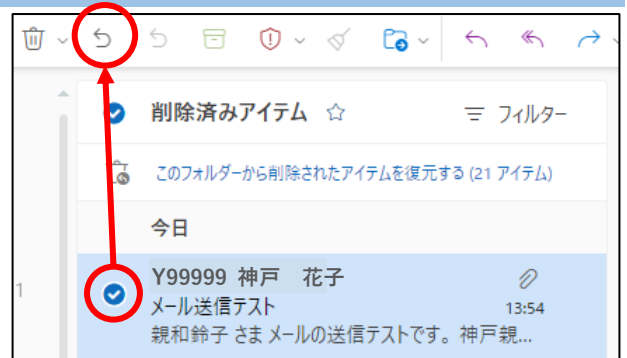 削除済みアイテム
フィルター
このフォルダーから削除されたアイテムを復元する (21 アイテム)
今日
1
Y99999 神戸　花子
メール送信テスト
13:54
親和鈴子 さま メールの送信テストです。神戸親...